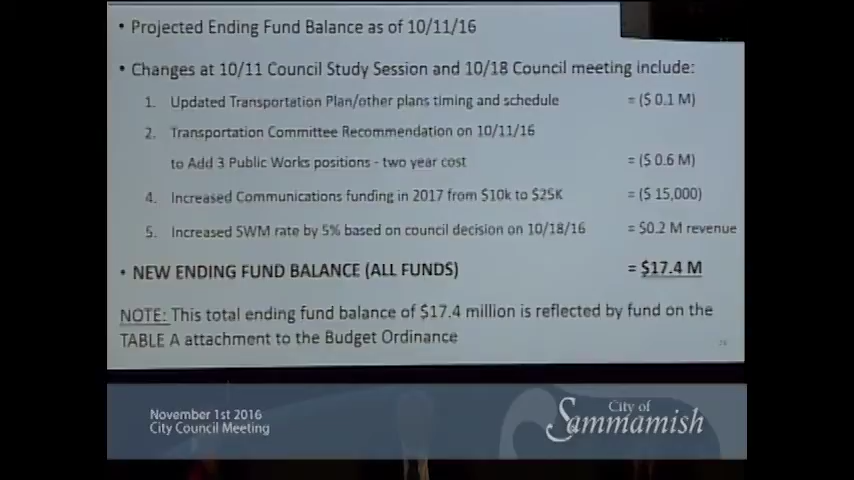 • Projected Ending Fund Balance as of 10/11/16
• Changes at 10/11 Council Study Session and 10/18 Council meeting include:
1. Updated Transportation Plan/other plans timing and schedule = ($ 0.1 M)
2. Transportation Committee Recommendation on 10/11/16
to Add 3 Public Works positions - two year cost = ($ 0.6 M)
4. Increased Communications funding in 2017 from $10k to $25K = ($ 15,000)
5. Increased SWM rate by 5% based on council decision on 10/18/16 = $0.2 M revenue
• NEW ENDING FUND BALANCE (ALL FUNDS) = $17.4 M
NOTE: This total ending fund balance of $17.4 million is reflected by fund on the
TABLE A attachment to the Budget Ordinance
November 1st 2016
City Council Meeting
City of
Sammamish